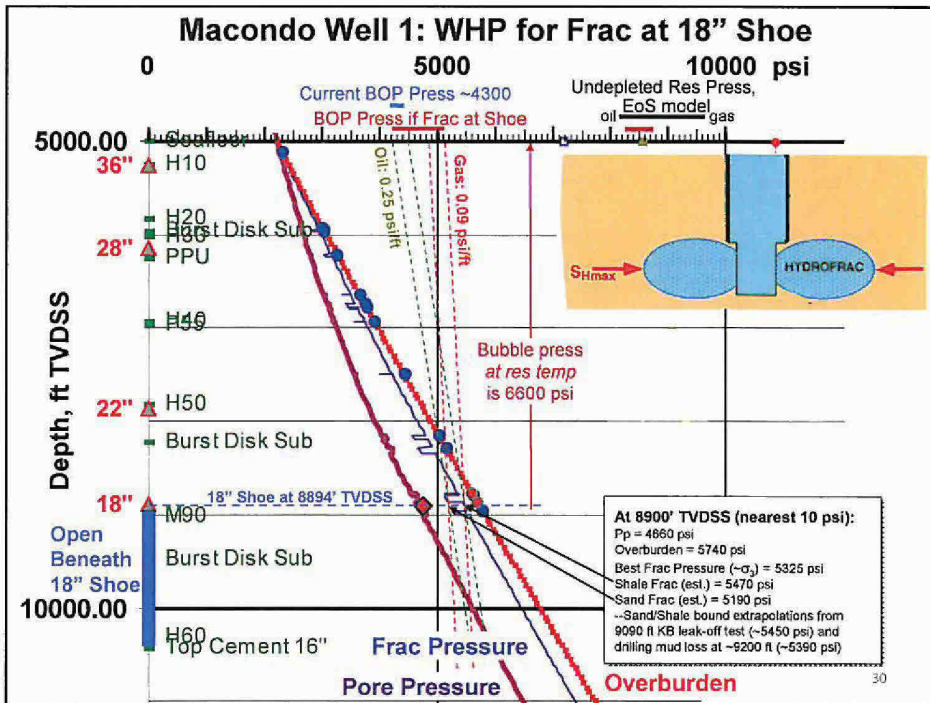 Macondo Well 1: WHP for Frac at 18" Shoe
0
5000
10000 psi
Current BOP Press ~4300
BOP Press if Frac at Shoe
Undepleted Res Press,
EoS model
oil
gas
5000.00
36"
H10
H20
Burst Disk Sub
28"
PPU
22"
H50
Burst Disk Sub
18"
M90
Open
Beneath
18" Shoe
Burst Disk Sub
10000.00
H60
Top Cement 16"
Depth, ft TVDSS
Oil: 0.25 psi/ft
Gas: 0.09 psi/ft
Bubble press
at res temp
is 6600 psi
SHmax
HYDROFRAC
18" Shoe at 8894' TVDSS
At 8900' TVDSS (nearest 10 psi):
Pp = 4660 psi
Overburden = 5740 psi
Best Frac Pressure (~σ3) = 5325 psi
Shale Frac (est.) = 5470 psi
Sand Frac (est.) = 5190 psi
--Sand/Shale bound extrapolations from
9090 ft KB leak-off test (~5450 psi) and
drilling mud loss at ~9200 ft (~5390 psi)
Frac Pressure
Pore Pressure
Overburden
30